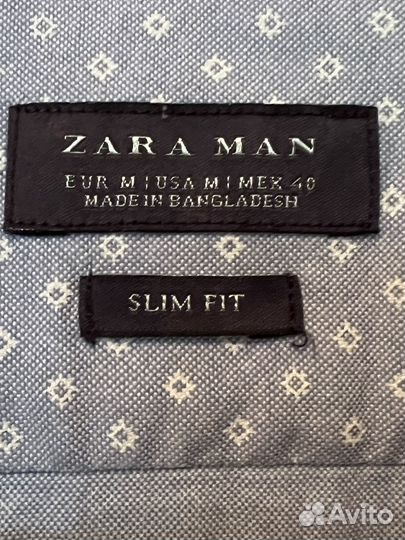 ZARA MAN
EUR M | USA M | MEX 40
MADE IN BANGLADESH
SLIM FIT
Avito